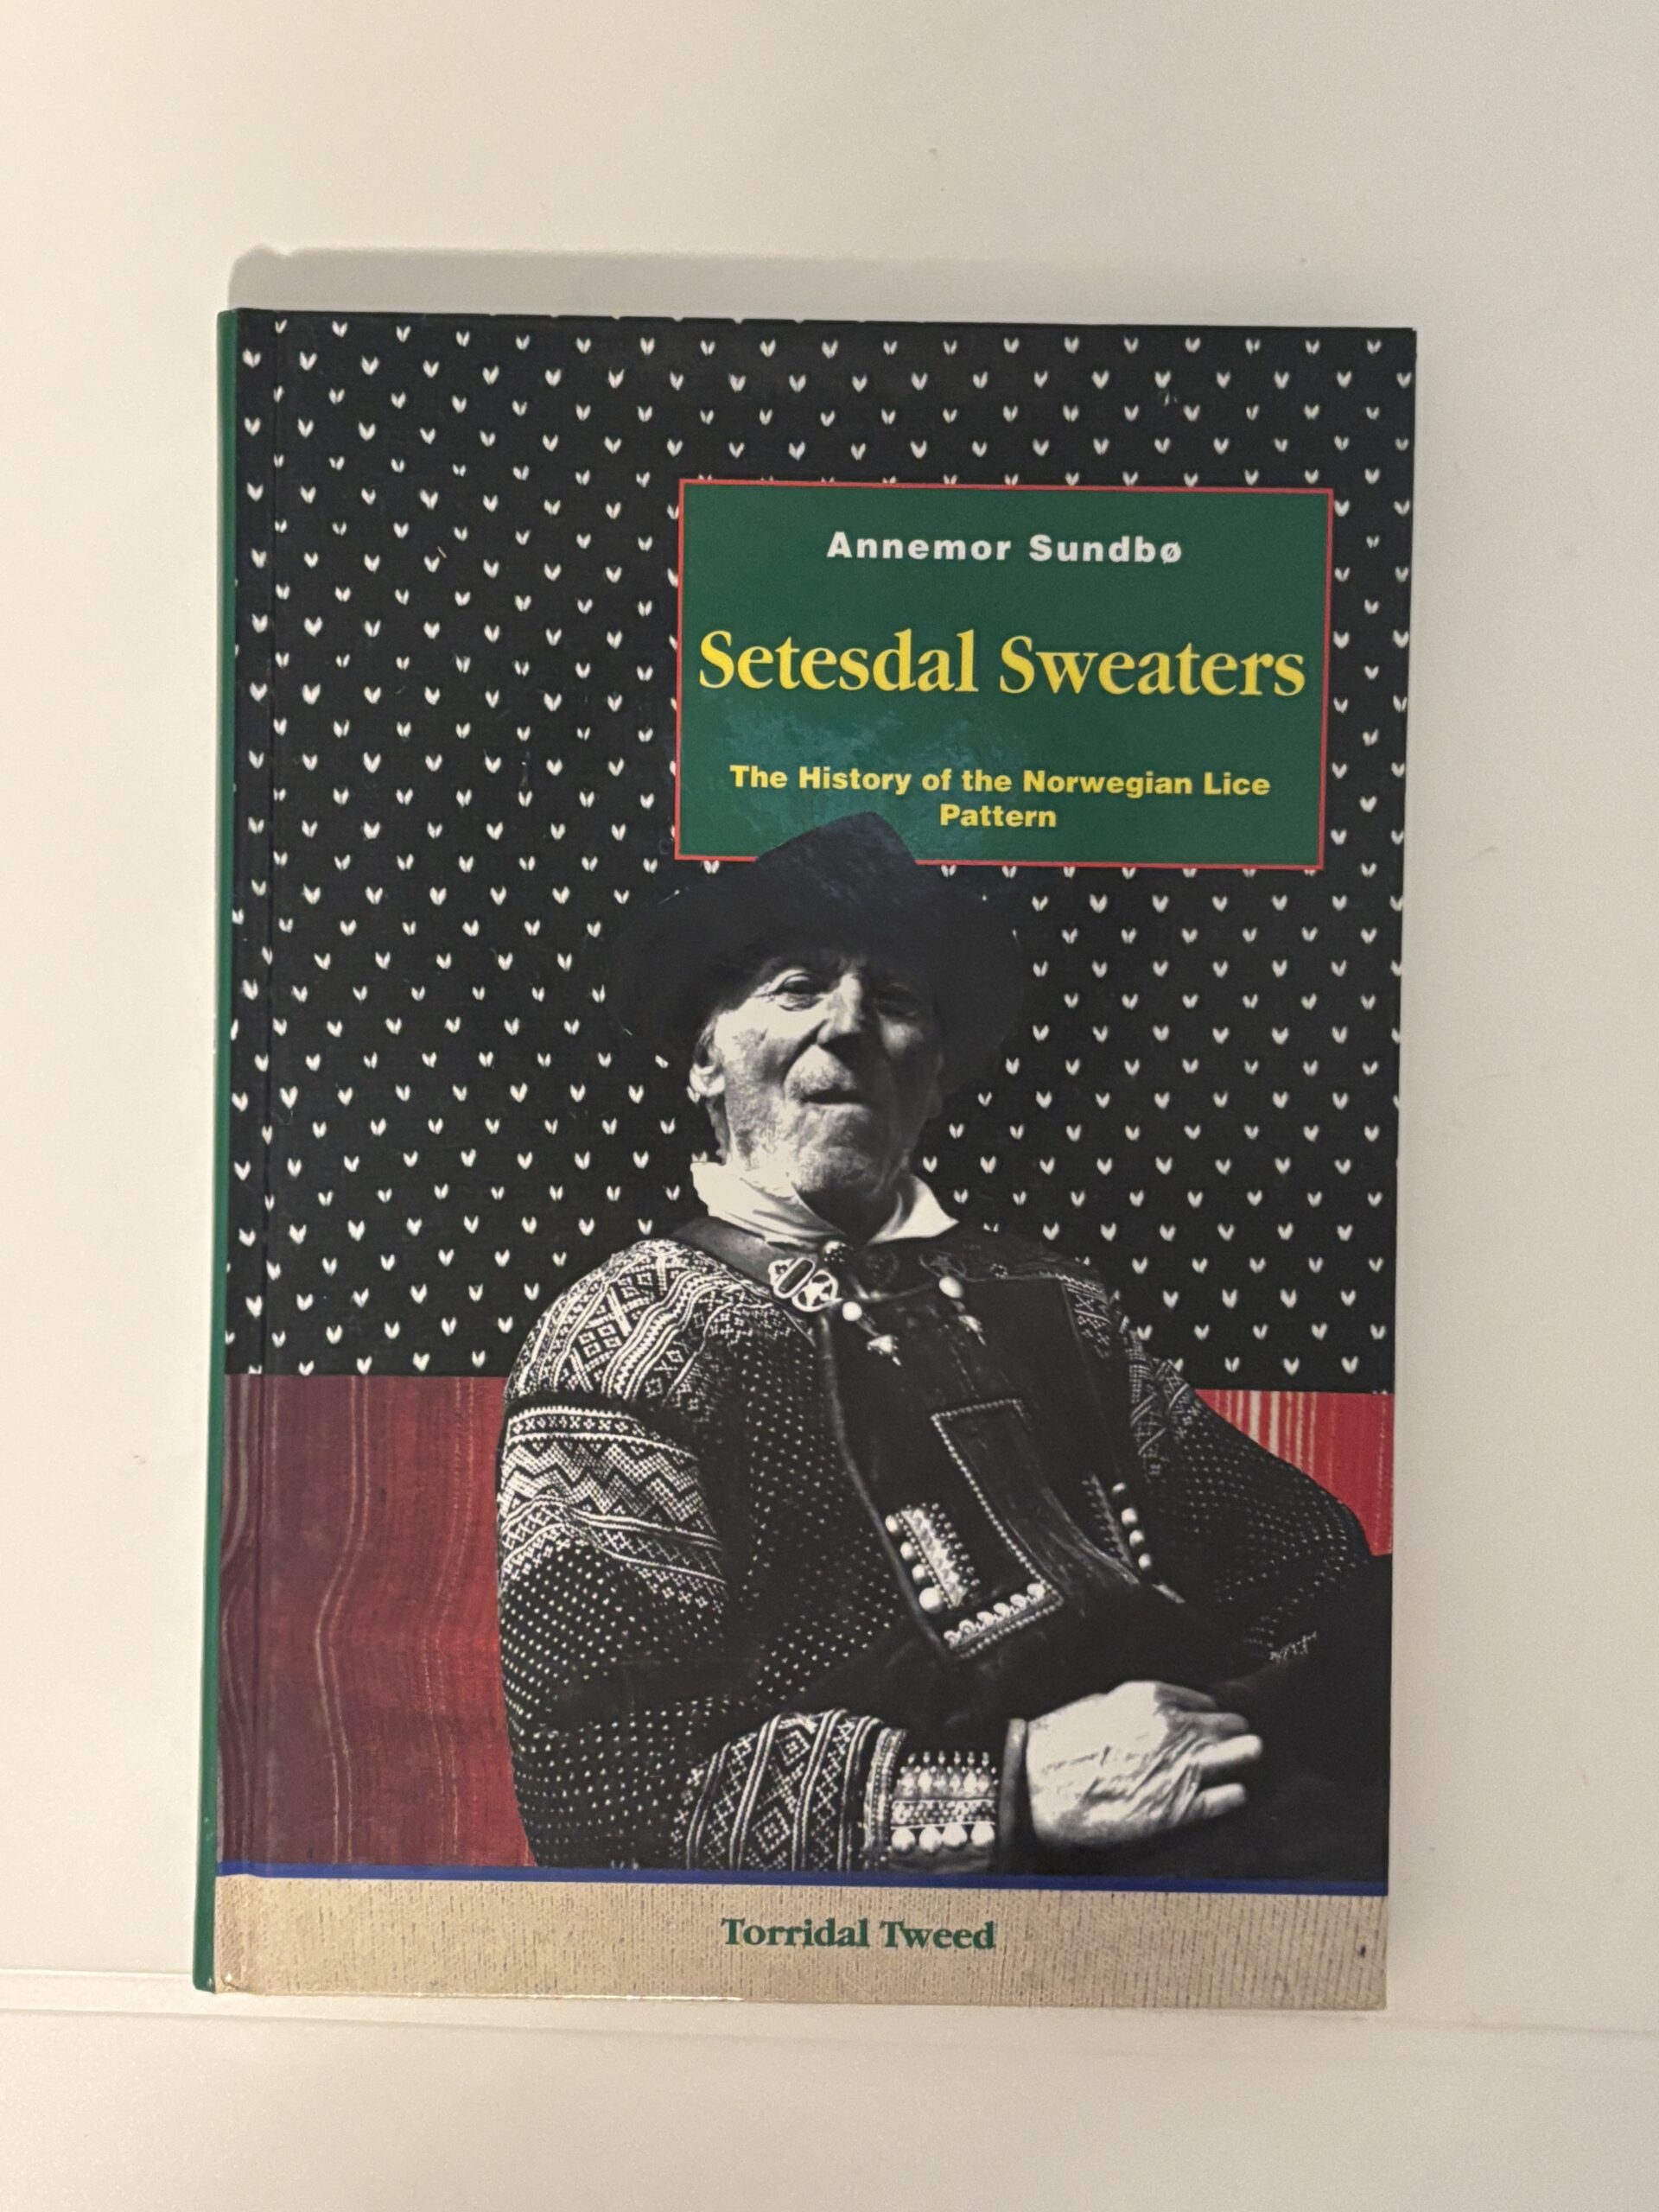 Annemor Sundbø
Setesdal Sweaters
The History of the Norwegian Lice
Pattern
Torridal Tweed